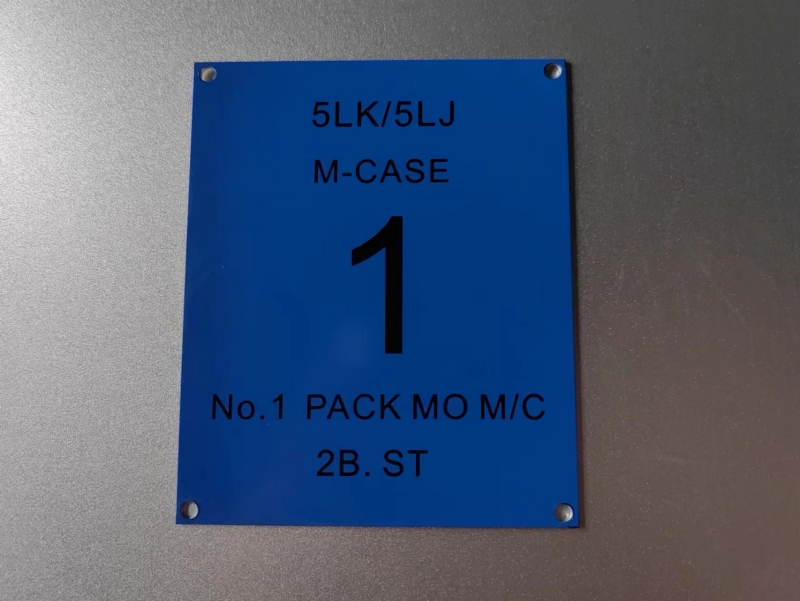 5LK/5LJ
M-CASE
1
No.1 PACK MO M/C
2B. ST